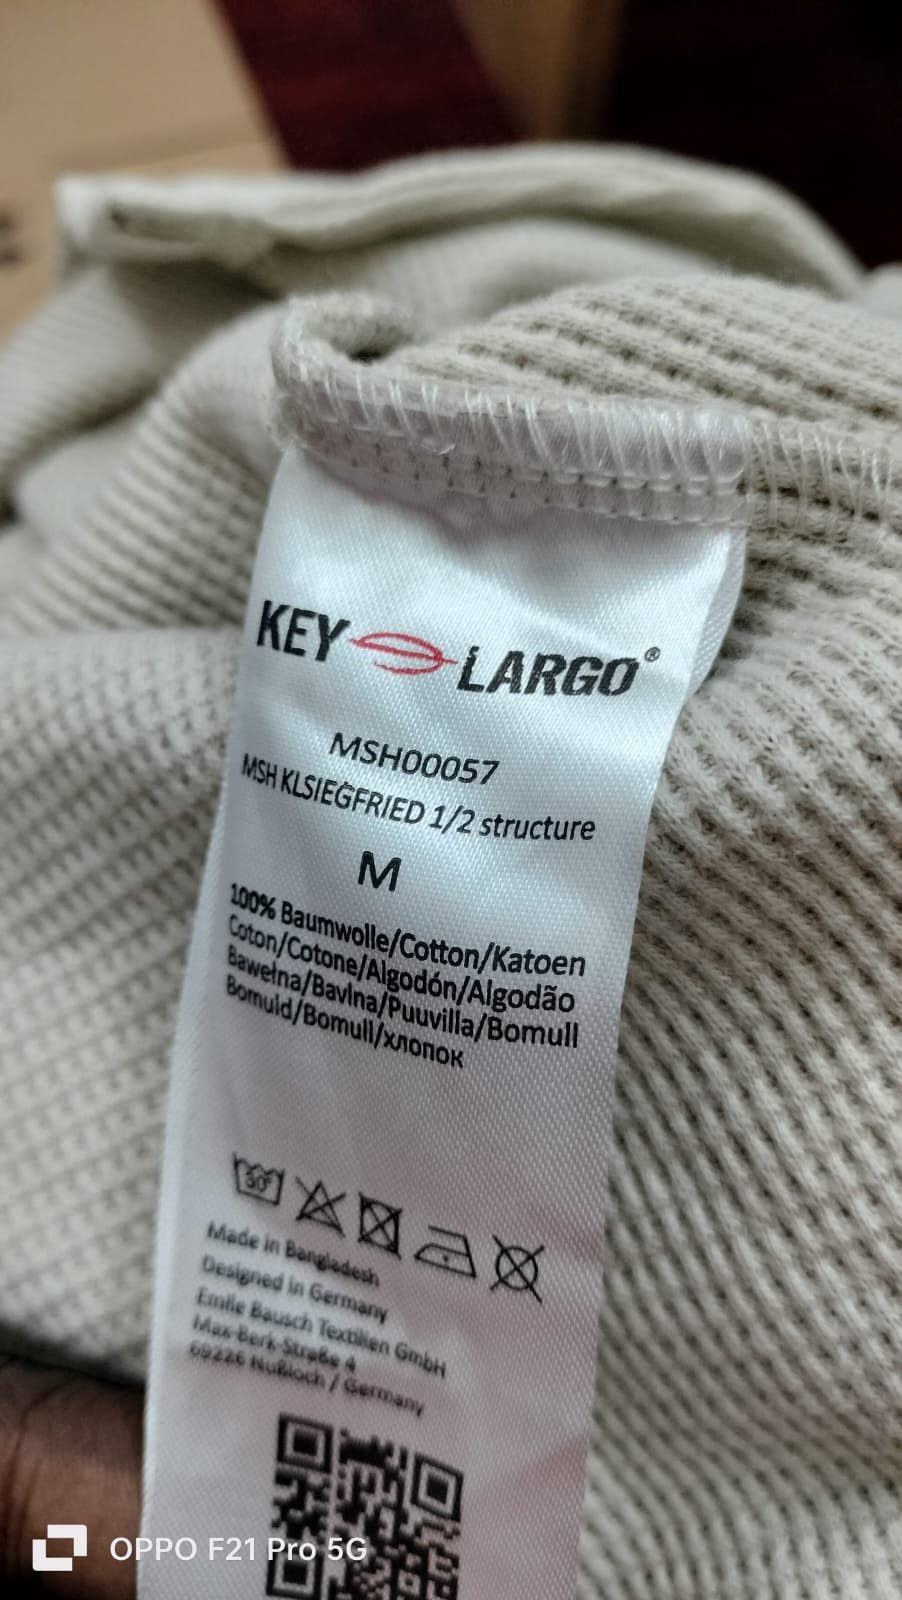 KEY LARGO®
MSH00057
MSH KLSIEGFRIED 1/2 structure
M
100% Baumwolle/Cotton/Katoen
Coton/Cotone/Algodón/Algodão
Bawełna/Bavlna/Puuvilla/Bomull
Bomuld/Bomull/хлопок
30°
Made in Bangladesh
Designed in Germany
Emile Bausch Textilien GmbH
Max-Berk-Straße 4
69226 Nußloch / Germany
OPPO F21 Pro 5G